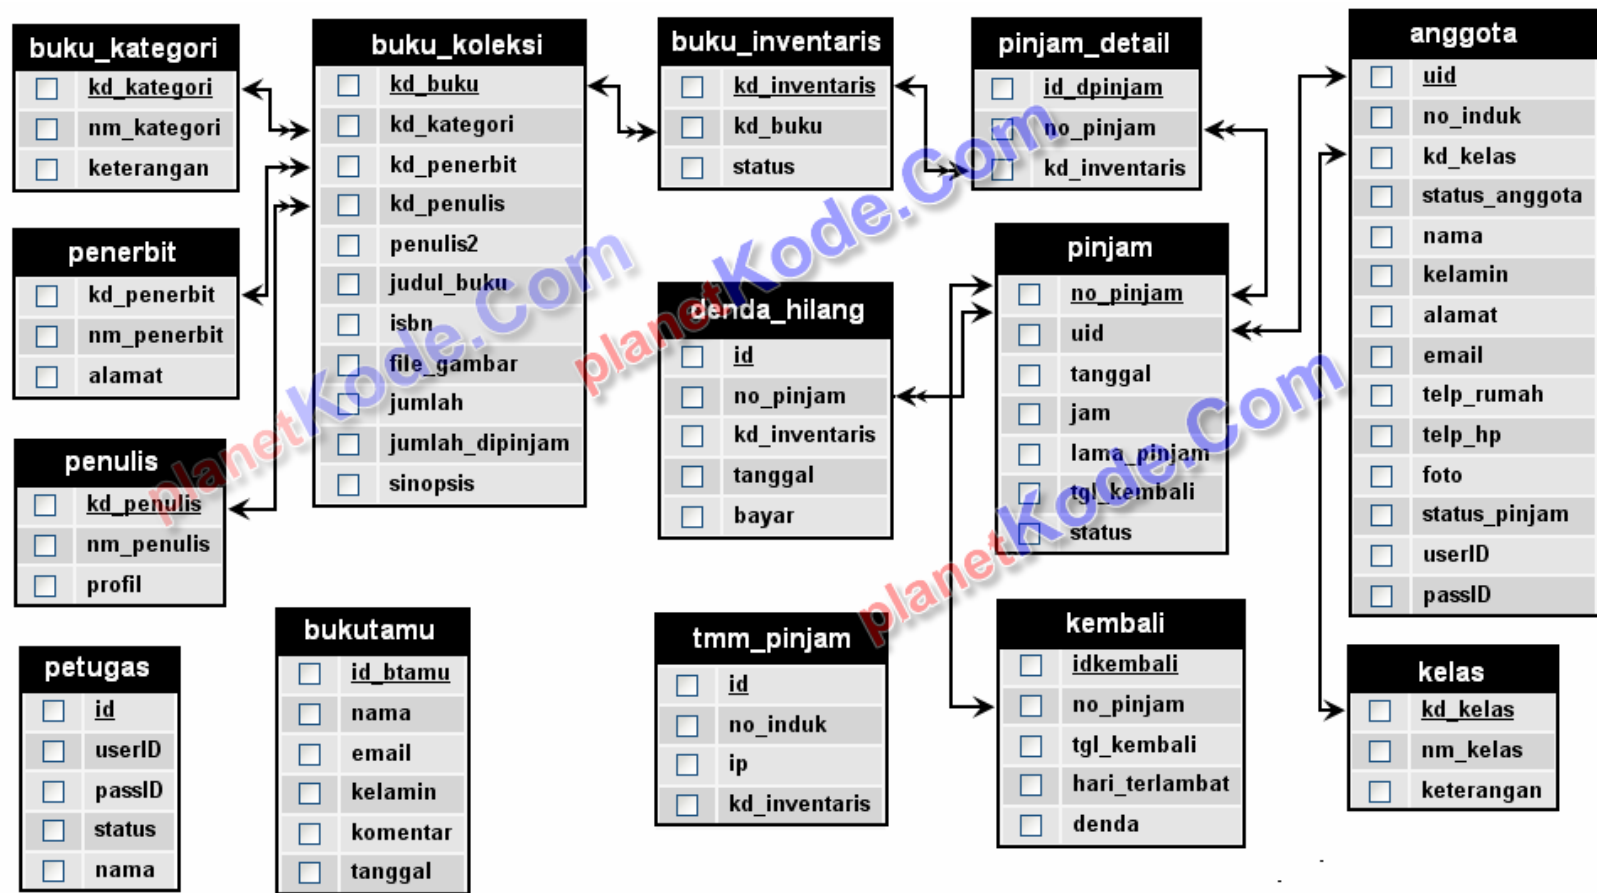 buku_kategori
kd_kategori
nm_kategori
keterangan
buku_koleksi
kd_buku
kd_kategori
kd_penerbit
kd_penulis
penulis2
judul_buku
isbn
file_gambar
jumlah
jumlah_dipinjam
sinopsis
buku_inventaris
kd_inventaris
kd_buku
status
pinjam_detail
id_dpinjam
no_pinjam
kd_inventaris
anggota
uid
no_induk
kd_kelas
status_anggota
nama
kelamin
alamat
email
telp_rumah
telp_hp
foto
status_pinjam
userID
passID
penerbit
kd_penerbit
nm_penerbit
alamat
denda_hilang
id
no_pinjam
kd_inventaris
tanggal
bayar
pinjam
no_pinjam
uid
tanggal
jam
lama_pinjam
tgl_kembali
status
penulis
kd_penulis
nm_penulis
profil
petugas
id
userID
passID
status
nama
bukutamu
id_btamu
nama
email
kelamin
komentar
tanggal
tmm_pinjam
id
no_induk
ip
kd_inventaris
kembali
idkembali
no_pinjam
tgl_kembali
hari_terlambat
denda
kelas
kd_kelas
nm_kelas
keterangan
planetKode.Com
planetKode.Com
planetKode.Com